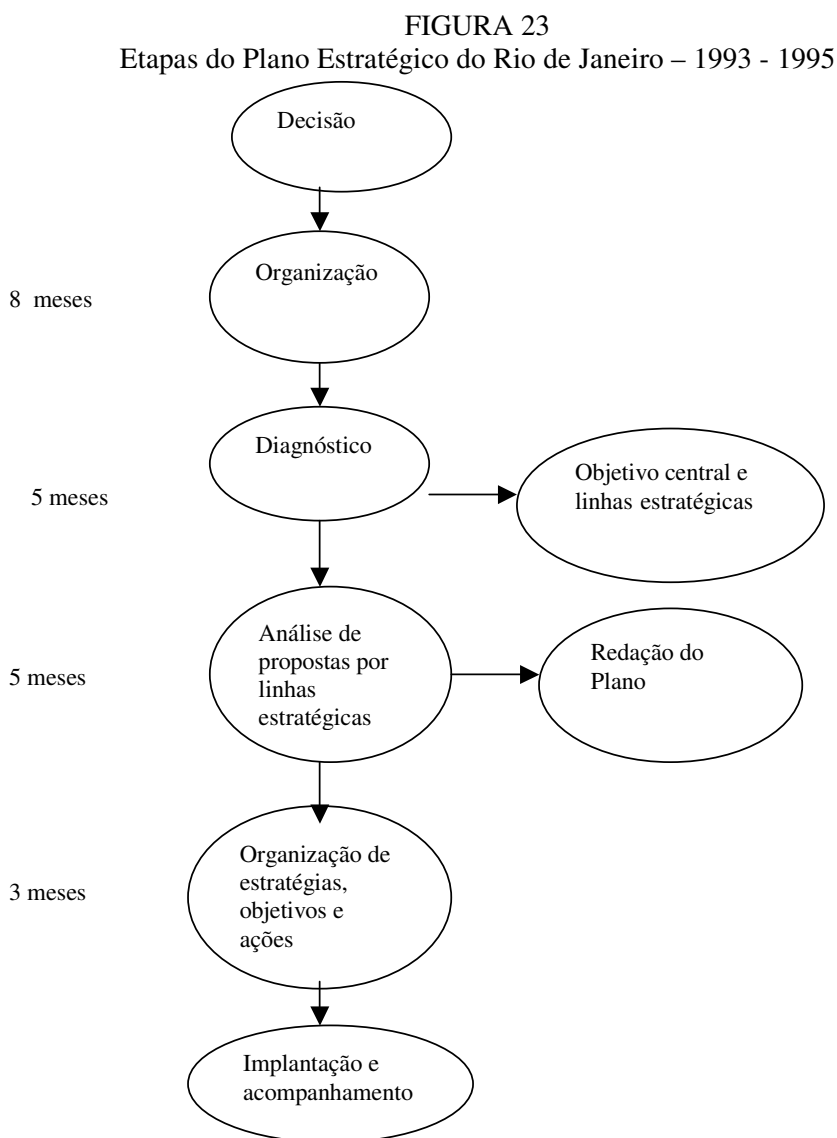 FIGURA 23
Etapas do Plano Estratégico do Rio de Janeiro – 1993 - 1995
Decisão
Organização
8 meses
Diagnóstico
5 meses
Objetivo central e
linhas estratégicas
Análise de
propostas por
linhas
estratégicas
5 meses
Redação do
Plano
Organização de
estratégias,
objetivos e
ações
3 meses
Implantação e
acompanhamento